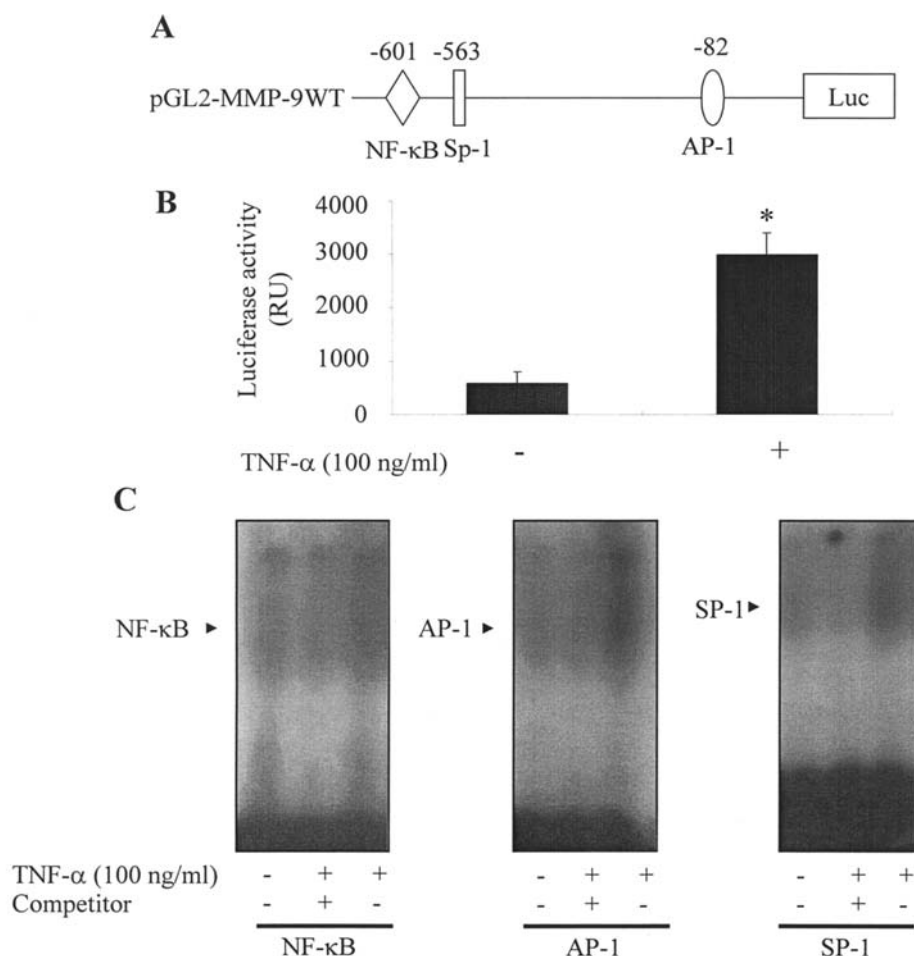 A
-601 -563 -82
pGL2-MMP-9WT Luc
NF-κB Sp-1 AP-1
B
Luciferase activity
(RU)
4000
3000
2000
1000
0
*
TNF-α (100 ng/ml) - +
C
NF-κB ► AP-1 ► SP-1 ►
TNF-α (100 ng/ml) - + + - + + - + +
Competitor - + - - + - - + -
NF-κB AP-1 SP-1